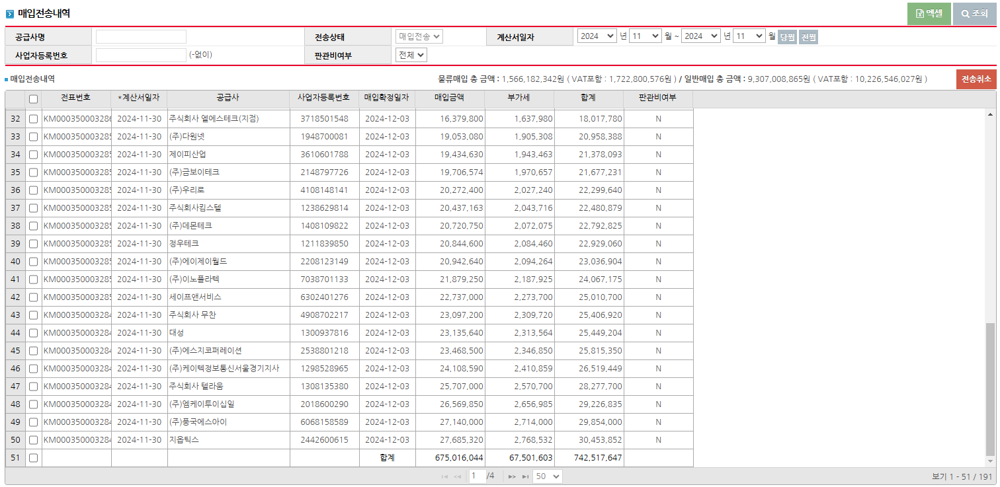 매입전송내역 엑셀 조회
공급사명 전송상태 매입전송 계산서일자 2024 년 11 월 ~ 2024 년 11 월 당월 전월
사업자등록번호 (-없이) 판관비여부 전체
매입전송내역 물류매입 총 금액 : 1,566,182,342원 ( VAT포함 : 1,722,800,576원 ) / 일반매입 총 금액 : 9,307,008,865원 ( VAT포함 : 10,226,546,027원 ) 전송취소
전표번호 *계산서일자 공급사 사업자등록번호 매입확정일자 매입금액 부가세 합계 판관비여부
32 KM000350003286 2024-11-30 주식회사 엘에스테크(지점) 3718501548 2024-12-03 16,379,800 1,637,980 18,017,780 N
33 KM000350003285 2024-11-30 (주)다원넷 1948700081 2024-12-03 19,053,080 1,905,308 20,958,388 N
34 KM000350003285 2024-11-30 제이피산업 3610601788 2024-12-03 19,434,630 1,943,463 21,378,093 N
35 KM000350003285 2024-11-30 (주)금보이테크 2148797726 2024-12-03 19,706,574 1,970,657 21,677,231 N
36 KM000350003285 2024-11-30 (주)우리로 4108148141 2024-12-03 20,272,400 2,027,240 22,299,640 N
37 KM000350003285 2024-11-30 주식회사킴스텔 1238629814 2024-12-03 20,437,163 2,043,716 22,480,879 N
38 KM000350003285 2024-11-30 (주)데몬테크 1408109822 2024-12-03 20,720,750 2,072,075 22,792,825 N
39 KM000350003285 2024-11-30 정우테크 1211839850 2024-12-03 20,844,600 2,084,460 22,929,060 N
40 KM000350003285 2024-11-30 (주)에이제이월드 2208123149 2024-12-03 20,942,640 2,094,264 23,036,904 N
41 KM000350003285 2024-11-30 (주)이노플라텍 7038701133 2024-12-03 21,879,250 2,187,925 24,067,175 N
42 KM000350003285 2024-11-30 세이프앤서비스 6302401276 2024-12-03 22,737,000 2,273,700 25,010,700 N
43 KM000350003284 2024-11-30 주식회사 무찬 4908702217 2024-12-03 23,097,200 2,309,720 25,406,920 N
44 KM000350003284 2024-11-30 대성 1300937816 2024-12-03 23,135,640 2,313,564 25,449,204 N
45 KM000350003284 2024-11-30 (주)에스지코퍼레이션 2538801218 2024-12-03 23,468,500 2,346,850 25,815,350 N
46 KM000350003284 2024-11-30 (주)케이텍정보통신서울경기지사 1298528965 2024-12-03 24,108,590 2,410,859 26,519,449 N
47 KM000350003284 2024-11-30 주식회사 텔라움 1308135380 2024-12-03 25,707,000 2,570,700 28,277,700 N
48 KM000350003284 2024-11-30 (주)엠케이투이십일 2018600290 2024-12-03 26,569,850 2,656,985 29,226,835 N
49 KM000350003284 2024-11-30 (주)풍국에스아이 6068158589 2024-12-03 27,140,000 2,714,000 29,854,000 N
50 KM000350003284 2024-11-30 지옵틱스 2442600615 2024-12-03 27,685,320 2,768,532 30,453,852 N
51 합계 675,016,044 67,501,603 742,517,647
1 /4 50 보기 1 - 51 / 191